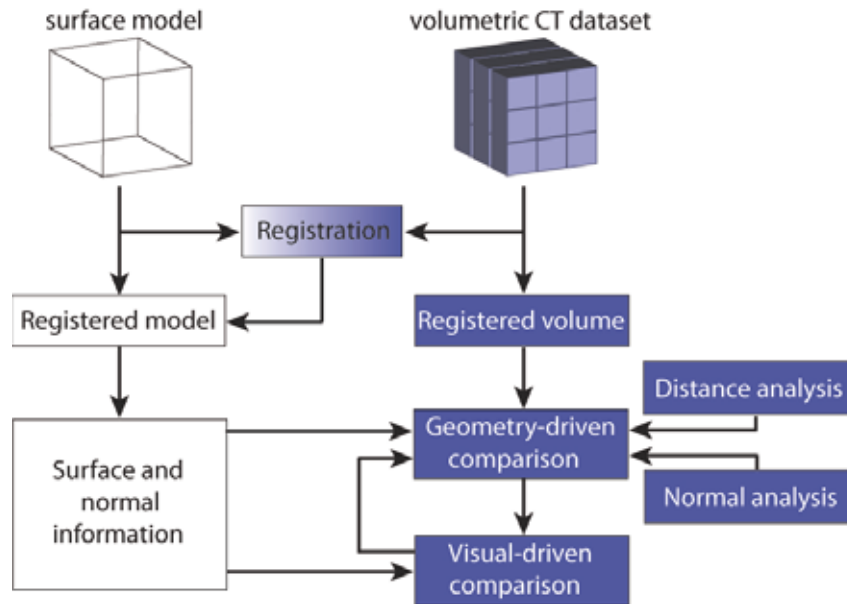 surface model
volumetric CT dataset
Registration
Registered model
Registered volume
Distance analysis
Geometry-driven
comparison
Surface and
normal
information
Normal analysis
Visual-driven
comparison